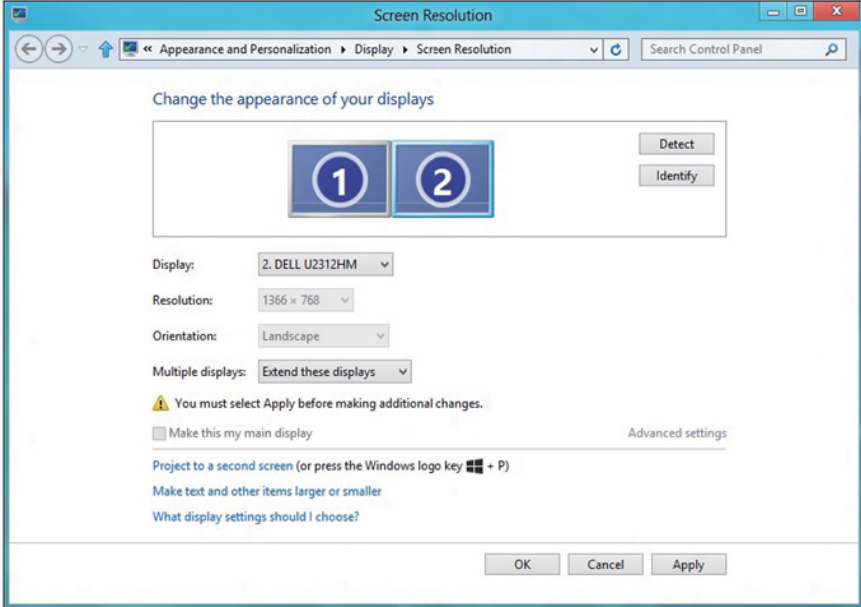 Screen Resolution
« Appearance and Personalization Display Screen Resolution Search Control Panel
Change the appearance of your displays
1 2
Detect
Identify
Display: 2. DELL U2312HM
Resolution: 1366 × 768
Orientation: Landscape
Multiple displays: Extend these displays
You must select Apply before making additional changes.
Make this my main display Advanced settings
Project to a second screen (or press the Windows logo key + P)
Make text and other items larger or smaller
What display settings should I choose?
OK Cancel Apply